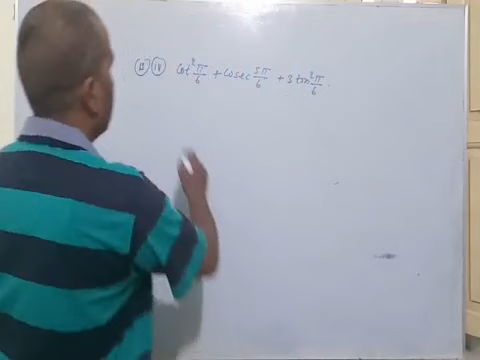 (ii) (iv) cot²π/6 + cosec 5π/6 + 3 tan²π/6.